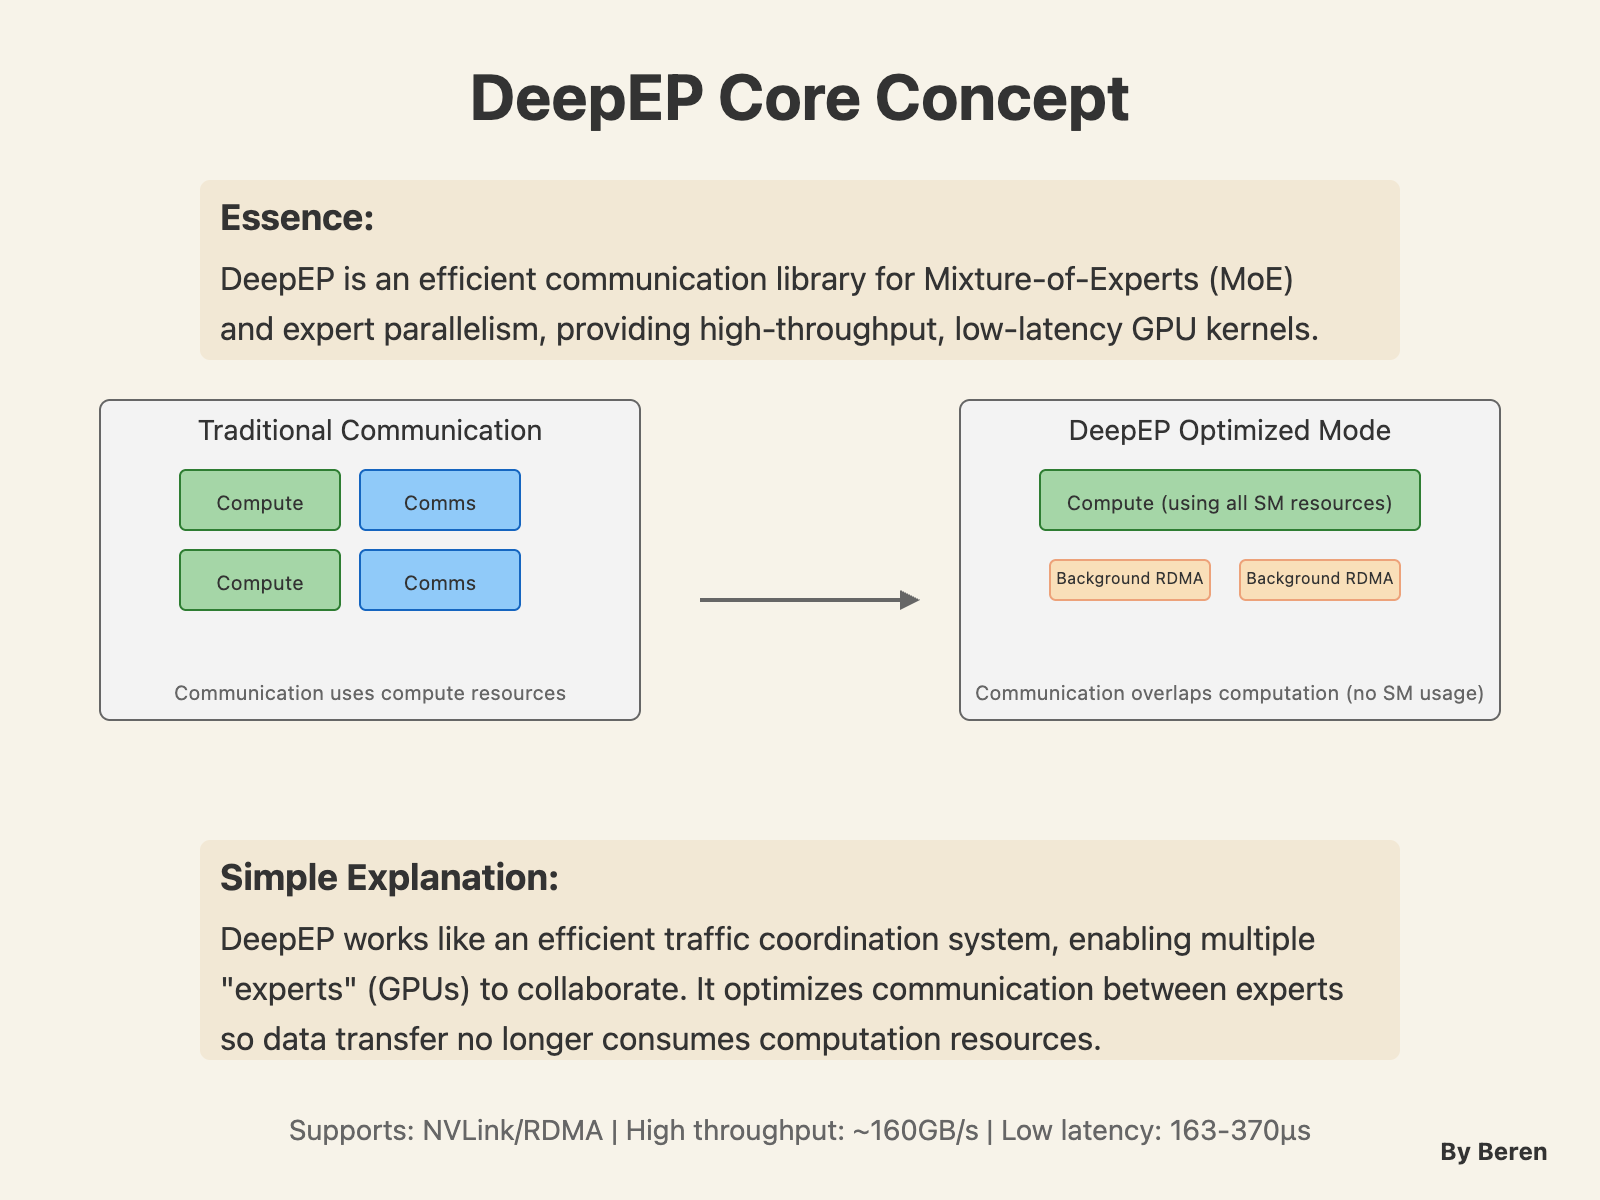 DeepEP Core Concept
Essence:
DeepEP is an efficient communication library for Mixture-of-Experts (MoE)
and expert parallelism, providing high-throughput, low-latency GPU kernels.
Traditional Communication
Compute
Comms
Compute
Comms
Communication uses compute resources
DeepEP Optimized Mode
Compute (using all SM resources)
Background RDMA
Background RDMA
Communication overlaps computation (no SM usage)
Simple Explanation:
DeepEP works like an efficient traffic coordination system, enabling multiple
"experts" (GPUs) to collaborate. It optimizes communication between experts
so data transfer no longer consumes computation resources.
Supports: NVLink/RDMA | High throughput: ~160GB/s | Low latency: 163-370μs
By Beren